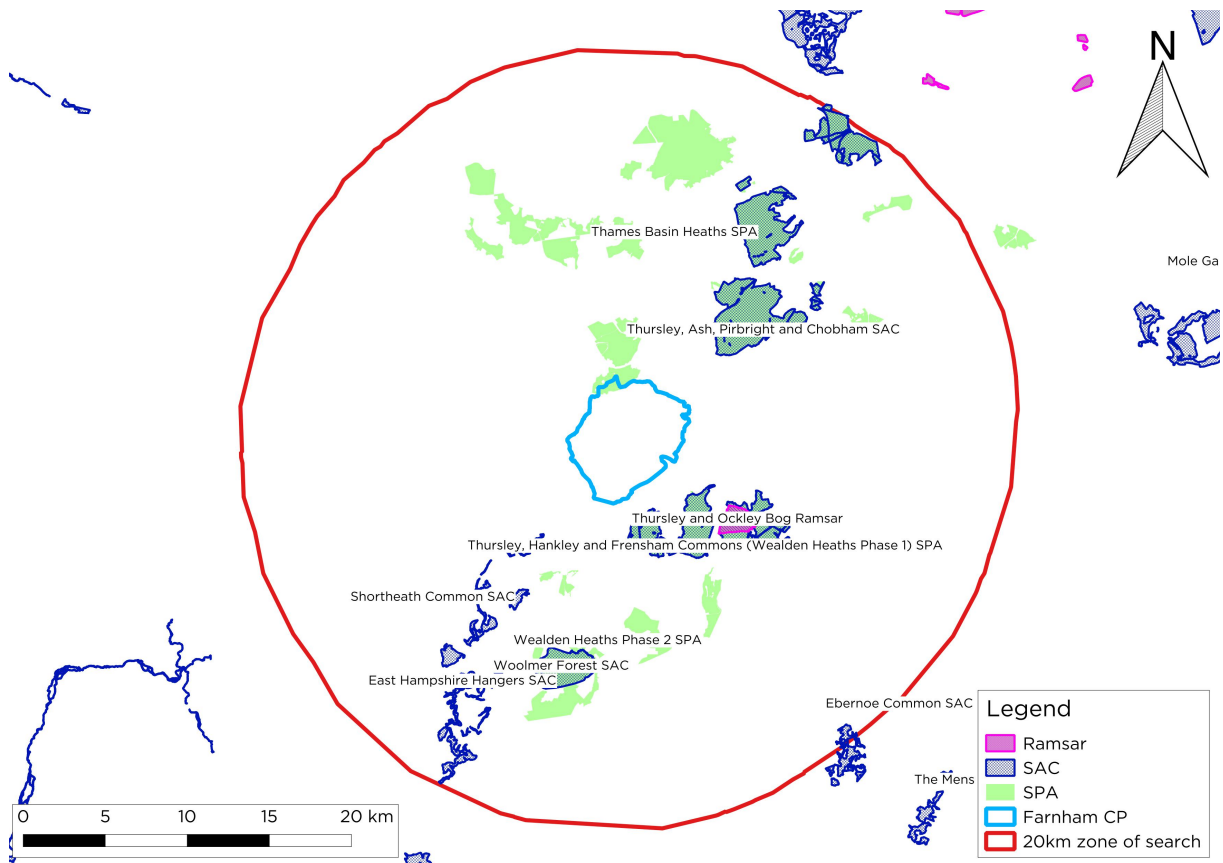 N
Thames Basin Heaths SPA
Mole Ga
Thursley, Ash, Pirbright and Chobham SAC
Thursley and Ockley Bog Ramsar
Thursley, Hankley and Frensham Commons (Wealden Heaths Phase 1) SPA
Shortheath Common SAC
Wealden Heaths Phase 2 SPA
Woolmer Forest SAC
East Hampshire Hangers SAC
Ebernoe Common SAC
The Mens
Legend
Ramsar
SAC
SPA
Farnham CP
20km zone of search
0 5 10 15 20 km